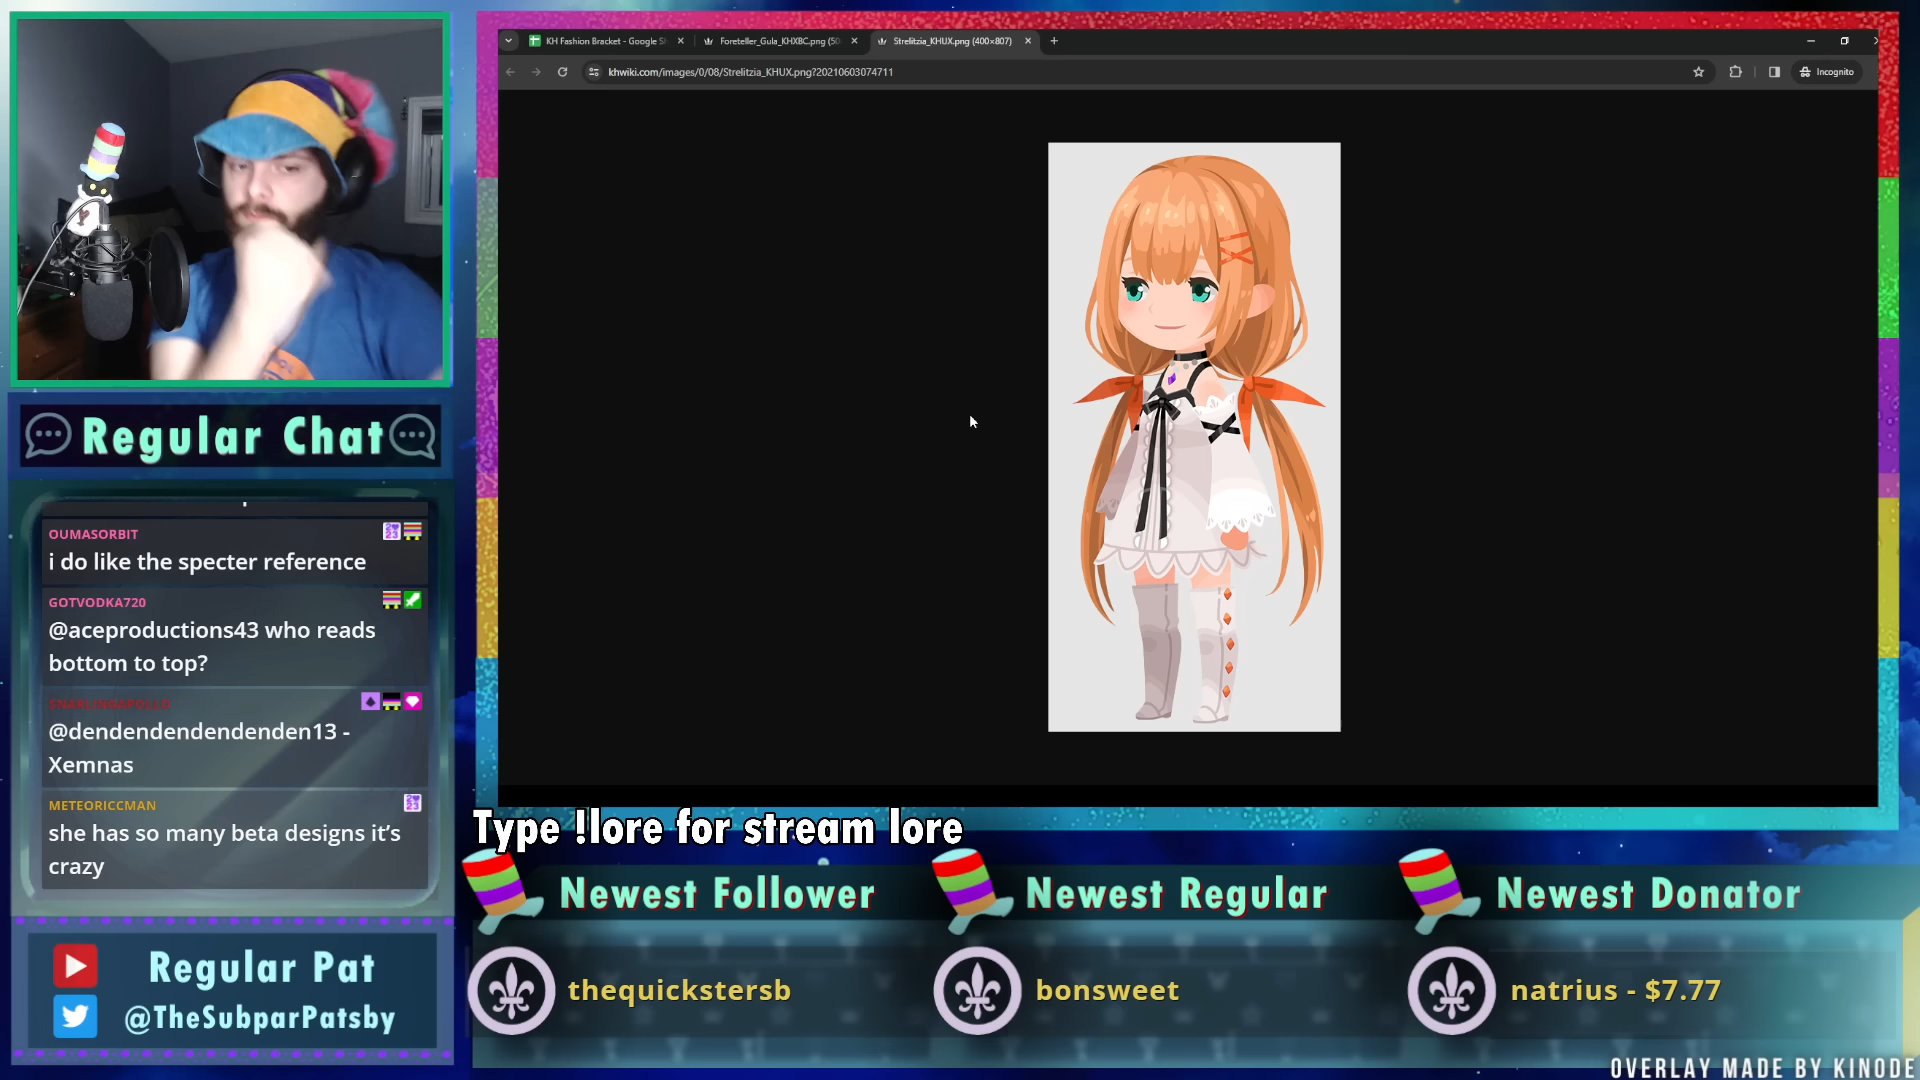 KH Fashion Bracket - Google Sh
Foreteller_Gula_KHXBC.png (50
Strelitzia_KHUX.png (400×807)
khwiki.com/images/0/08/Strelitzia_KHUX.png?20210603074711
Incognito
Regular Chat
OUMASORBIT
i do like the specter reference
GOTVODKA720
@aceproductions43 who reads
bottom to top?
@dendendendendenden13 -
Xemnas
METEORICCMAN
she has so many beta designs it’s
crazy
Regular Pat
@TheSubparPatsby
Type !lore for stream lore
Newest Follower
thequickstersb
Newest Regular
bonsweet
Newest Donator
natrius - $7.77
OVERLAY MADE BY KINODE